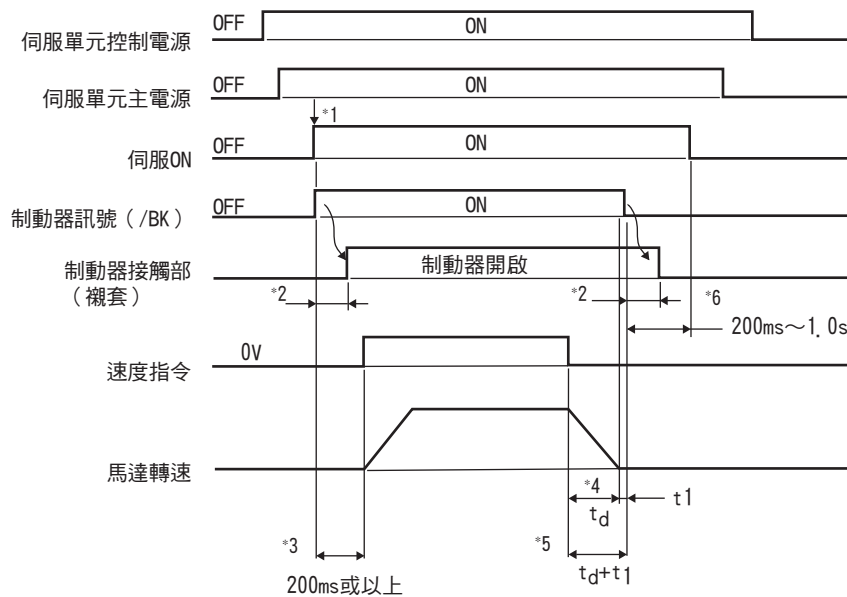 伺服單元控制電源 OFF ON
伺服單元主電源 OFF ON
*1
伺服ON OFF ON
制動器訊號（/BK） OFF ON
制動器接觸部
（襯套）
制動器開啟
*2 *2 *6
200ms～1.0s
速度指令 0V
馬達轉速
*4 t1
td
*3 *5
200ms或以上 td+t1